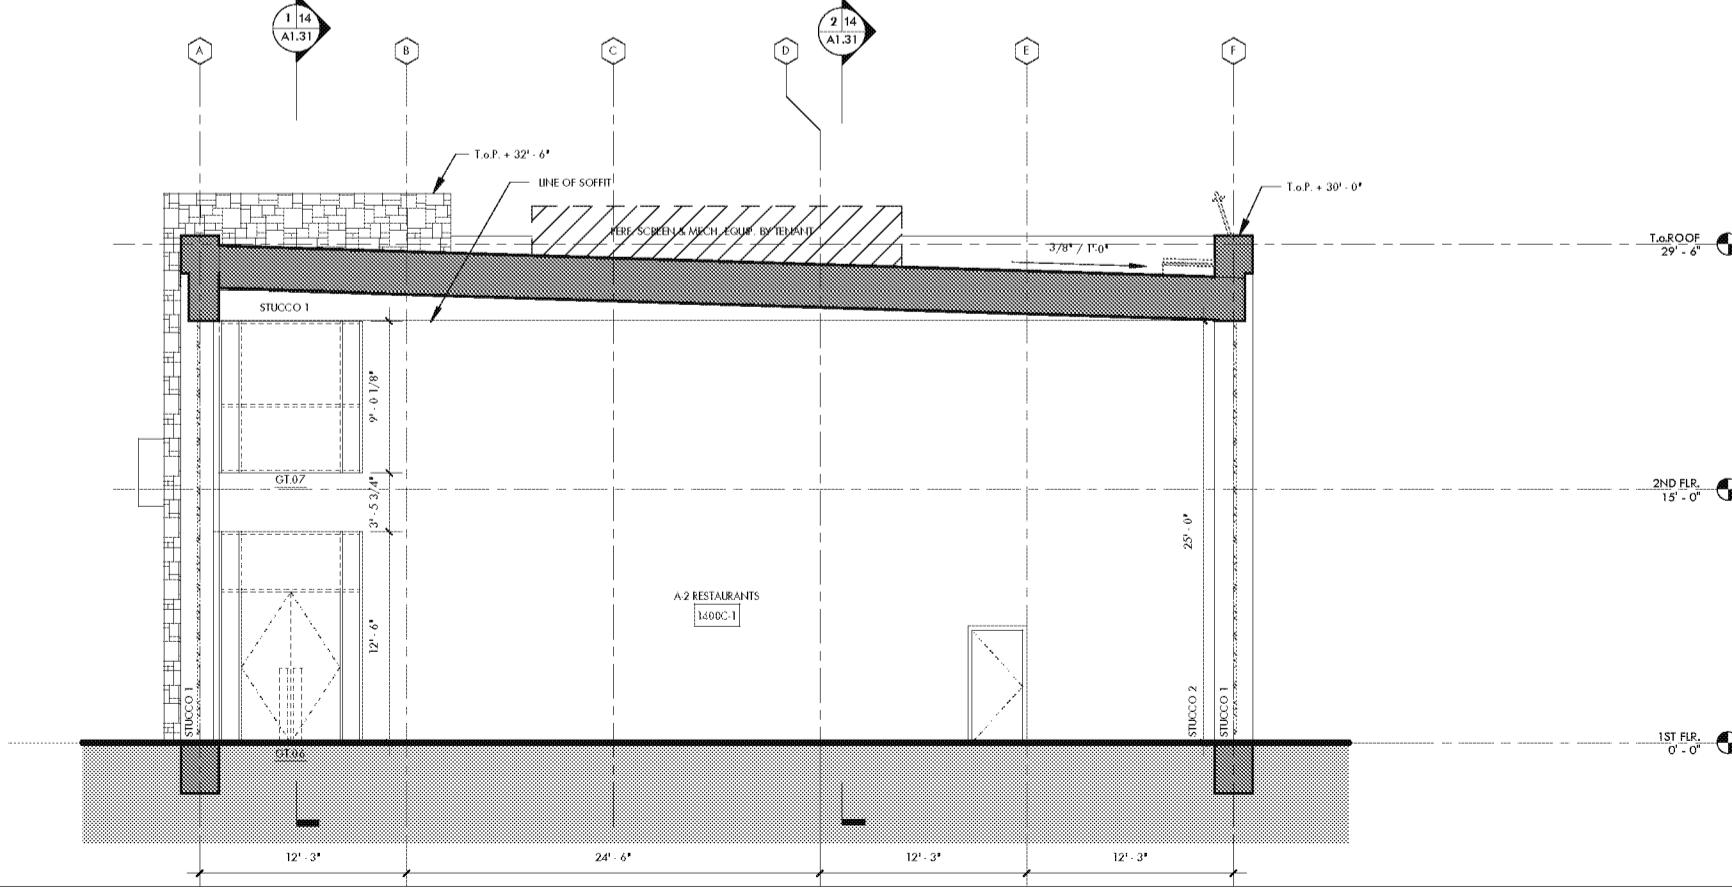 1 14
A1.31
2 14
A1.31
A
B
C
D
E
F
T.o.P. + 32' - 6"
LINE OF SOFFIT
T.o.P. + 30' - 0"
SCREEN & MECH. EQUIP. BY TENANT
3/8" / 1'-0"
T.o.ROOF
29' - 6"
STUCCO 1
9' - 0 1/8"
GT.07
3' - 5 3/4"
2ND FLR.
15' - 0"
25' - 0"
A-2 RESTAURANTS
1400C-1
12' - 6"
STUCCO 1
STUCCO 2
STUCCO 1
1ST FLR.
0' - 0"
GT.06
12' - 3"
24' - 6"
12' - 3"
12' - 3"